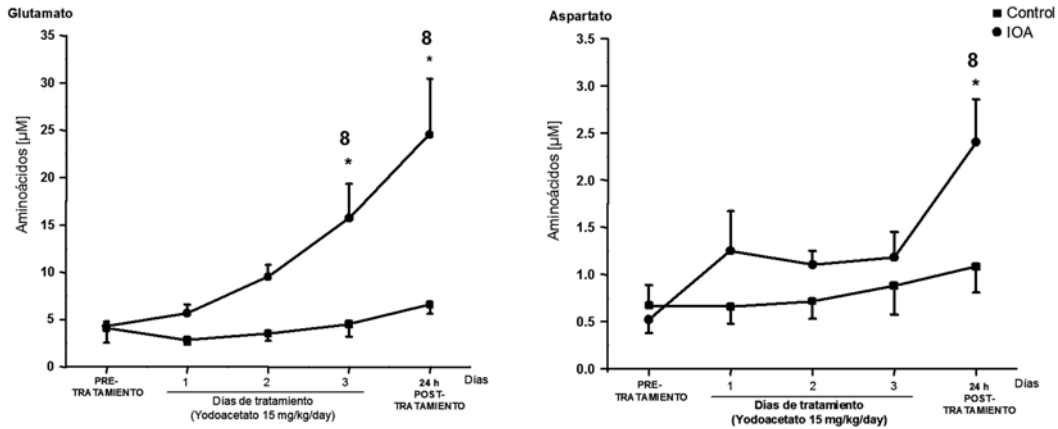 Glutamato
35
30
25
20
15
10
5
0
Aminoácidos [µM]
8
*
8
*
PRE-
TRATAMIENTO
1
2
3
24 h
POST-
TRATAMIENTO
Días
Días de tratamiento
(Yodoacetato 15 mg/kg/day)
Aspartato
Control
IOA
3.5
3.0
2.5
2.0
1.5
1.0
0.5
0.0
Aminoácidos [µM]
8
*
PRE-
TRATAMIENTO
1
2
3
24 h
POST-
TRATAMIENTO
Días
Días de tratamiento
(Yodoacetato 15 mg/kg/day)